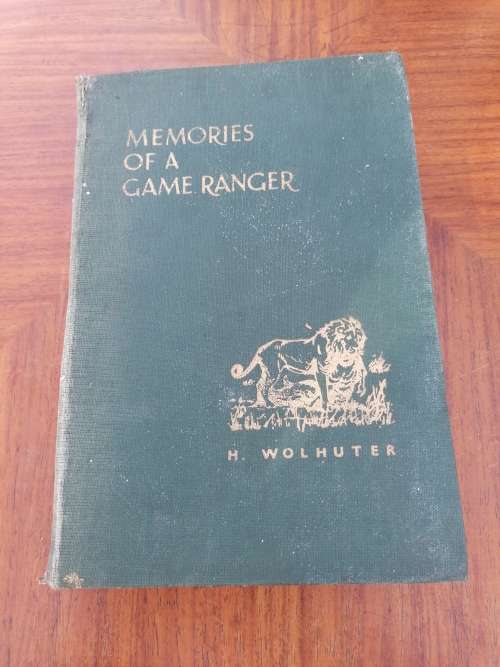 MEMORIES
OF A
GAME RANGER
H. WOLHUTER